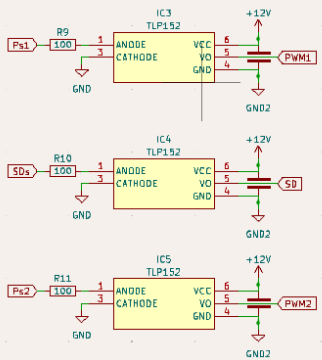 IC3
+12V
R9
TLP152
Ps1 100 1 ANODE VCC 6
3 CATHODE VO 5 PWM1
GND 4
GND
GND2
IC4
+12V
R10
TLP152
SDs 100 1 ANODE VCC 6
3 CATHODE VO 5 SD
GND 4
GND
GND2
IC5
+12V
R11
TLP152
Ps2 100 1 ANODE VCC 6
3 CATHODE VO 5 PWM2
GND 4
GND
GND2